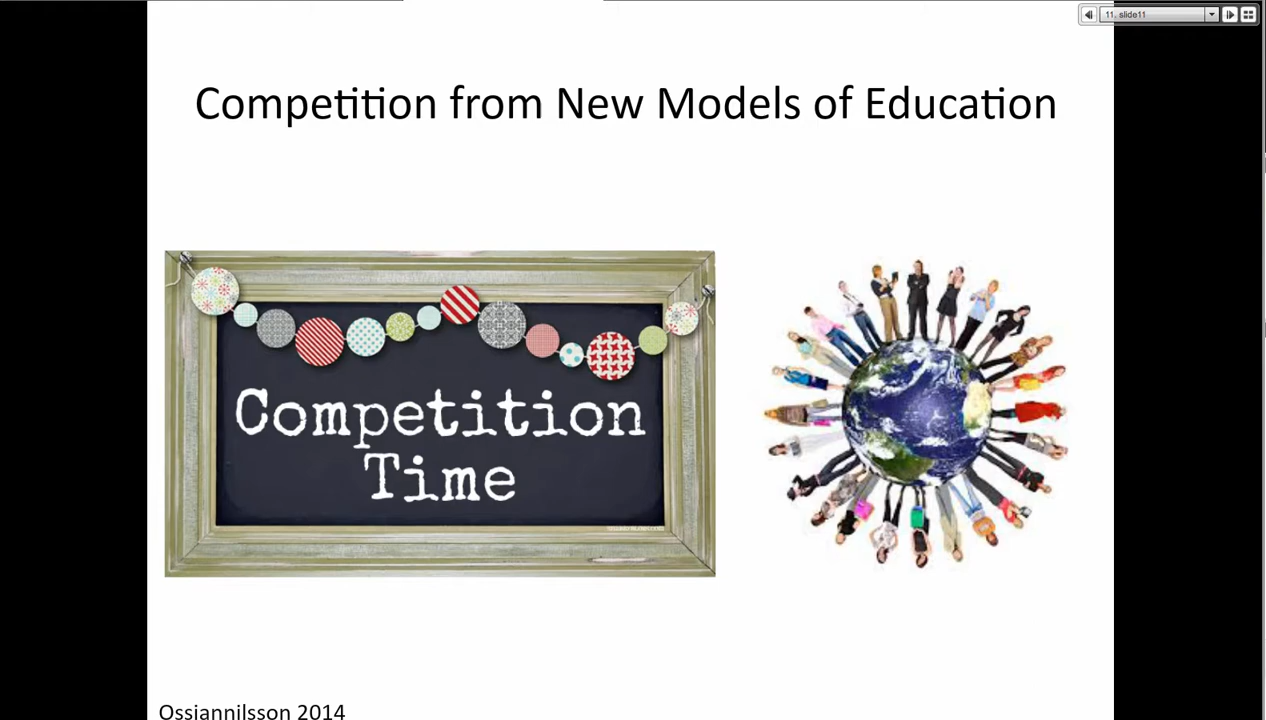 11, slide11
Competition from New Models of Education
Competition
Time
Ossiannilsson 2014